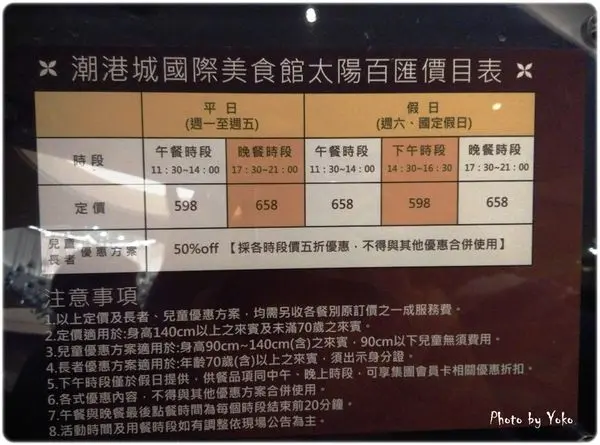 潮港城國際美食館太陽百匯價目表
平日
(週一至週五)
假日
(週六、國定假日)
時段
午餐時段
11:30~14:00
晚餐時段
17:30~21:00
午餐時段
11:30~14:00
下午時段
14:30~16:30
晚餐時段
17:30~21:00
定價 598 658 658 598 658
兒童
長者 優惠方案 50%off 【採各時段價五折優惠，不得與其他優惠合併使用】
注意事項
1.以上定價及長者、兒童優惠方案，均需另收各餐別原訂價之一成服務費。
2.定價適用於:身高140cm以上之來賓及未滿70歲之來賓。
3.兒童優惠方案適用於:身高90cm~140cm(含)之來賓，90cm以下兒童無須費用。
4.長者優惠方案適用於:年齡70歲(含)以上之來賓，須出示身分證。
5.下午時段僅於假日提供，供餐品項同中午、晚上時段，可享集團會員卡相關優惠折扣。
6.各式優惠內容，不得與其他優惠方案合併使用。
7.午餐與晚餐最後點餐時間為每個時段結束前20分鐘。
8.活動時間及用餐時段如有調整依現場公告為主。
Photo by Yoko